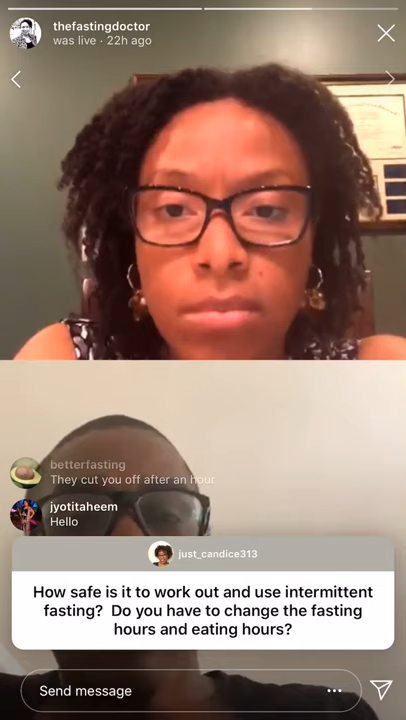 thefastingdoctor
was live · 22h ago
betterfasting
They cut you off after an hour
jyotitaheem
Hello
just_candice313
How safe is it to work out and use intermittent
fasting? Do you have to change the fasting
hours and eating hours?
Send message